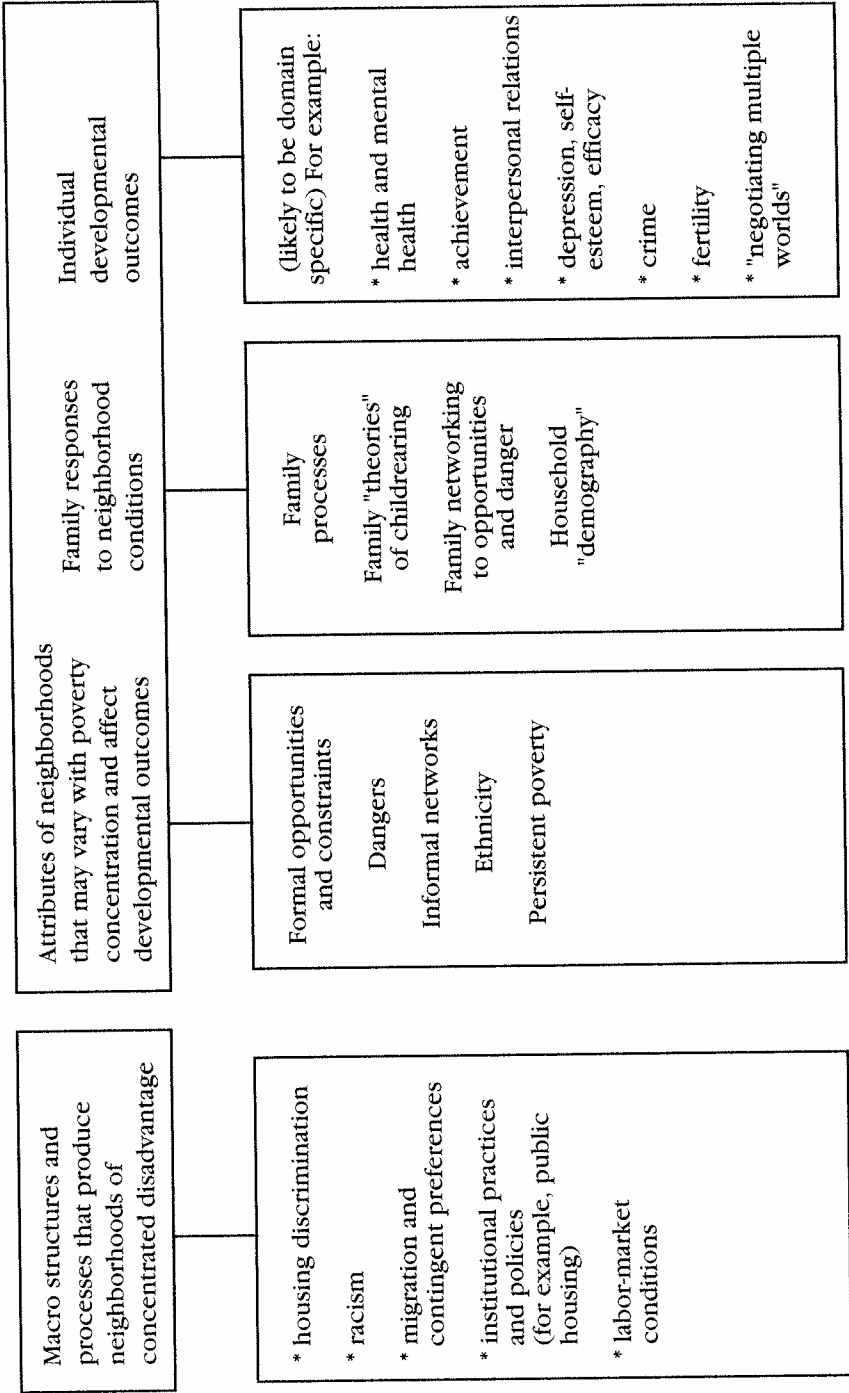 Macro structures and
processes that produce
neighborhoods of
concentrated disadvantage
* housing discrimination
* racism
* migration and
contingent preferences
* institutional practices
and policies
(for example, public
housing)
* labor-market
conditions
Attributes of neighborhoods
that may vary with poverty
concentration and affect
developmental outcomes
Formal opportunities
and constraints
Dangers
Informal networks
Ethnicity
Persistent poverty
Family responses
to neighborhood
conditions
Family
processes
Family "theories"
of childrearing
Family networking
to opportunities
and danger
Household
"demography"
Individual
developmental
outcomes
(likely to be domain
specific) For example:
* health and mental
health
* achievement
* interpersonal relations
* depression, self-
esteem, efficacy
* crime
* fertility
* "negotiating multiple
worlds"